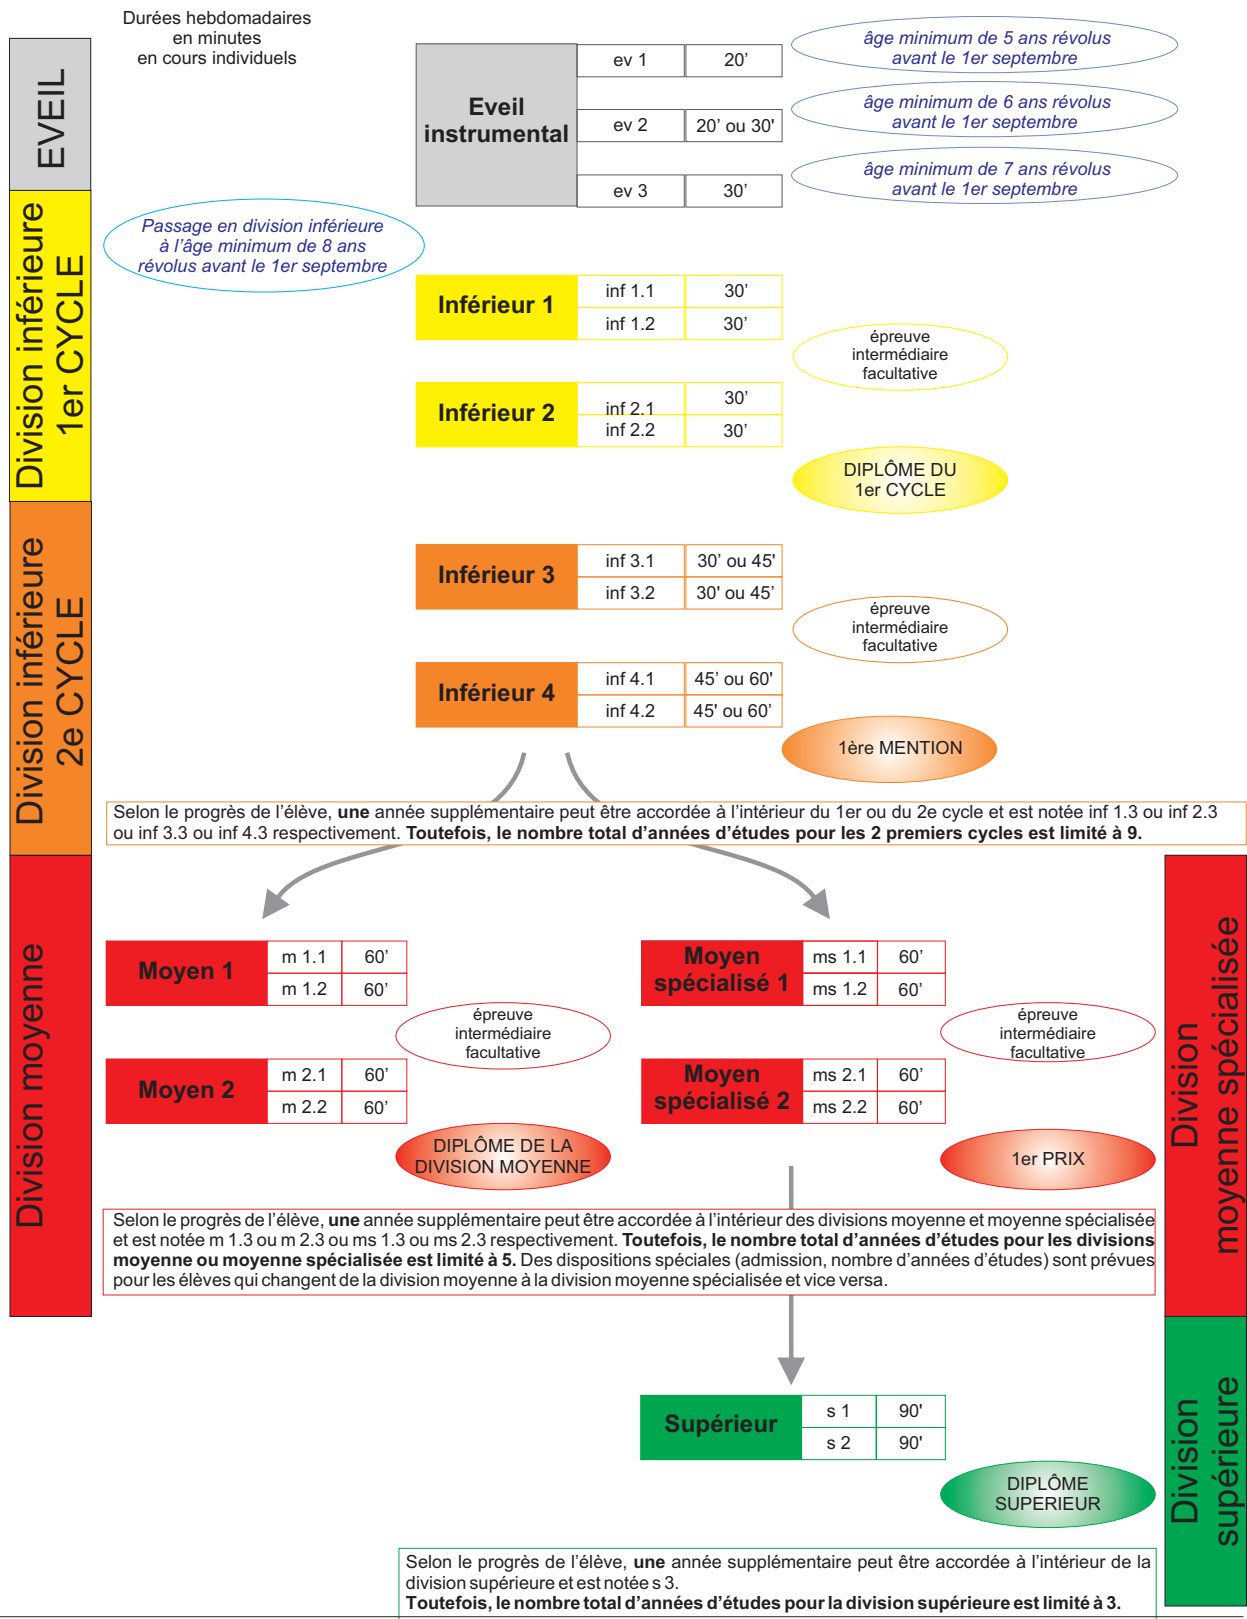 Durées hebdomadaires
en minutes
en cours individuels
EVEIL
Eveil
instrumental
ev 1 20’
ev 2 20’ ou 30'
ev 3 30’
âge minimum de 5 ans révolus
avant le 1er septembre
âge minimum de 6 ans révolus
avant le 1er septembre
âge minimum de 7 ans révolus
avant le 1er septembre
Division inférieure
1er CYCLE
Passage en division inférieure
à l’âge minimum de 8 ans
révolus avant le 1er septembre
Inférieur 1
inf 1.1 30’
inf 1.2 30’
épreuve
intermédiaire
facultative
Inférieur 2
inf 2.1 30’
inf 2.2 30’
DIPLÔME DU
1er CYCLE
Division inférieure
2e CYCLE
Inférieur 3
inf 3.1 30’ ou 45'
inf 3.2 30' ou 45’
épreuve
intermédiaire
facultative
Inférieur 4
inf 4.1 45’ ou 60'
inf 4.2 45' ou 60’
1ère MENTION
Selon le progrès de l’élève, une année supplémentaire peut être accordée à l’intérieur du 1er ou du 2e cycle et est notée inf 1.3 ou inf 2.3
ou inf 3.3 ou inf 4.3 respectivement. Toutefois, le nombre total d’années d’études pour les 2 premiers cycles est limité à 9.
Division moyenne
Moyen 1
m 1.1 60’
m 1.2 60’
épreuve
intermédiaire
facultative
Moyen 2
m 2.1 60’
m 2.2 60’
DIPLÔME DE LA
DIVISION MOYENNE
Division
moyenne spécialisée
Moyen
spécialisé 1
ms 1.1 60’
ms 1.2 60’
épreuve
intermédiaire
facultative
Moyen
spécialisé 2
ms 2.1 60’
ms 2.2 60’
1er PRIX
Selon le progrès de l’élève, une année supplémentaire peut être accordée à l’intérieur des divisions moyenne et moyenne spécialisée
et est notée m 1.3 ou m 2.3 ou ms 1.3 ou ms 2.3 respectivement. Toutefois, le nombre total d’années d’études pour les divisions
moyenne ou moyenne spécialisée est limité à 5. Des dispositions spéciales (admission, nombre d’années d’études) sont prévues
pour les élèves qui changent de la division moyenne à la division moyenne spécialisée et vice versa.
Division
supérieure
Supérieur
s 1 90'
s 2 90'
DIPLÔME
SUPERIEUR
Selon le progrès de l’élève, une année supplémentaire peut être accordée à l’intérieur de la
division supérieure et est notée s 3.
Toutefois, le nombre total d’années d’études pour la division supérieure est limité à 3.